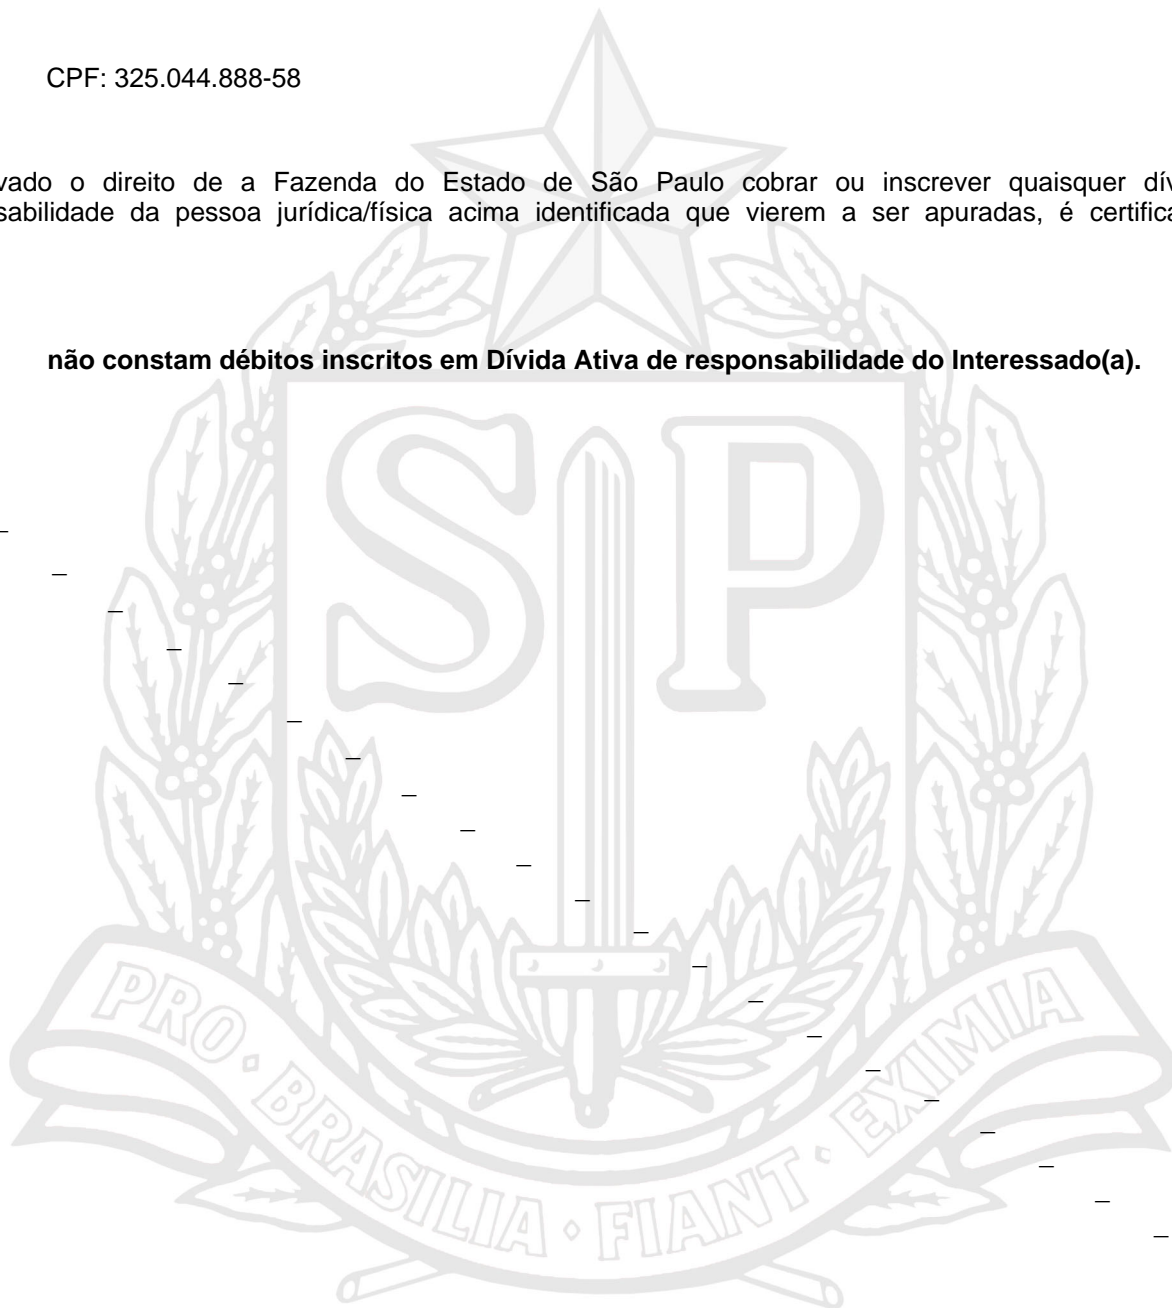 CPF: 325.044.888-58
vado o direito de a Fazenda do Estado de São Paulo cobrar ou inscrever quaisquer dív
sabilidade da pessoa jurídica/física acima identificada que vierem a ser apuradas, é certifica
não constam débitos inscritos em Dívida Ativa de responsabilidade do Interessado(a).
SP
PRO • BRASILIA • FIANT • EXIMIA